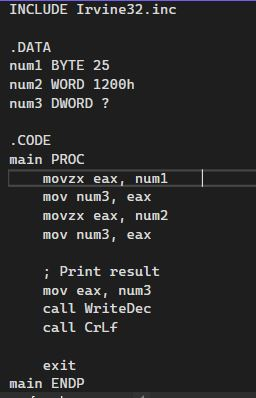 INCLUDE Irvine32.inc
.DATA
num1 BYTE 25
num2 WORD 1200h
num3 DWORD ?
.CODE
main PROC
movzx eax, num1
mov num3, eax
movzx eax, num2
mov num3, eax
; Print result
mov eax, num3
call WriteDec
call CrLf
exit
main ENDP